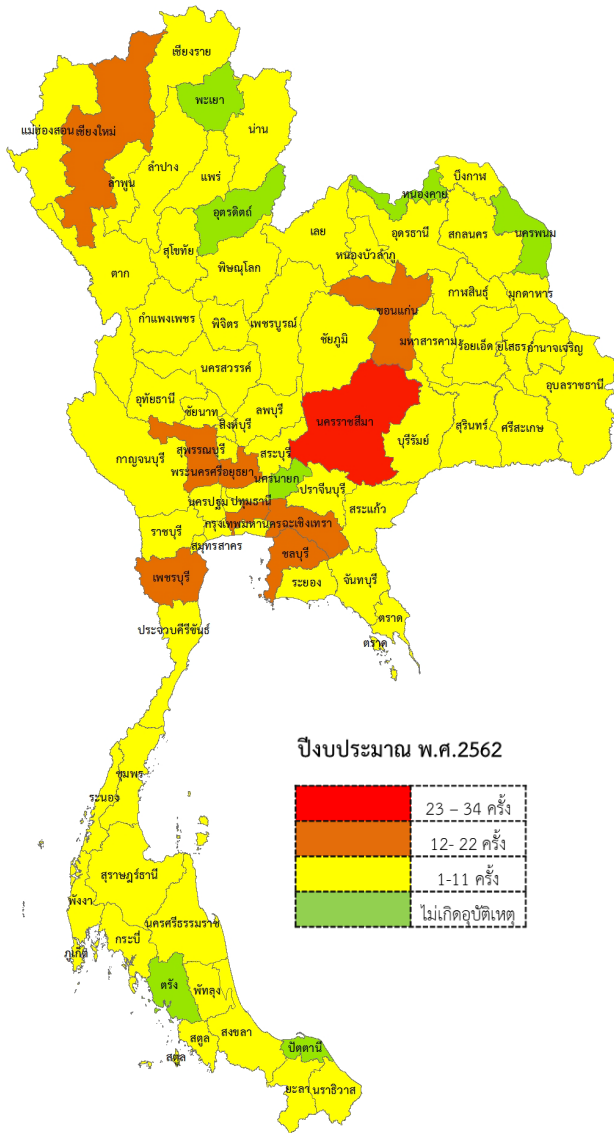 เชียงราย
พะเยา
แม่ฮ่องสอน
เชียงใหม่
น่าน
ลำปาง
แพร่
ลำพูน
บึงกาฬ
หนองคาย
อุตรดิตถ์
เลย
อุดรธานี
สกลนคร
นครพนม
สุโขทัย
หนองบัวลำภู
พิษณุโลก
ตาก
กาฬสินธุ์
มุกดาหาร
ขอนแก่น
กำแพงเพชร
พิจิตร
เพชรบูรณ์
ชัยภูมิ
มหาสารคาม
ร้อยเอ็ด
ยโสธร
อำนาจเจริญ
นครสวรรค์
อุบลราชธานี
อุทัยธานี
ชัยนาท
ลพบุรี
สิงห์บุรี
นครราชสีมา
บุรีรัมย์
สุรินทร์
ศรีสะเกษ
สุพรรณบุรี
สระบุรี
กาญจนบุรี
พระนครศรีอยุธยา
นครนายก
ปราจีนบุรี
นครปฐม
ปทุมธานี
สระแก้ว
ราชบุรี
กรุงเทพมหานคร
ฉะเชิงเทรา
สมุทรสาคร
ชลบุรี
เพชรบุรี
ระยอง
จันทบุรี
ตราด
ประจวบคีรีขันธ์
ตราด
ปีงบประมาณ พ.ศ.2562
23 – 34 ครั้ง
12- 22 ครั้ง
1-11 ครั้ง
ไม่เกิดอุบัติเหตุ
ชุมพร
ระนอง
สุราษฎร์ธานี
พังงา
นครศรีธรรมราช
กระบี่
ภูเก็ต
ตรัง
พัทลุง
สตูล
สงขลา
สตูล
ปัตตานี
ยะลา
นราธิวาส